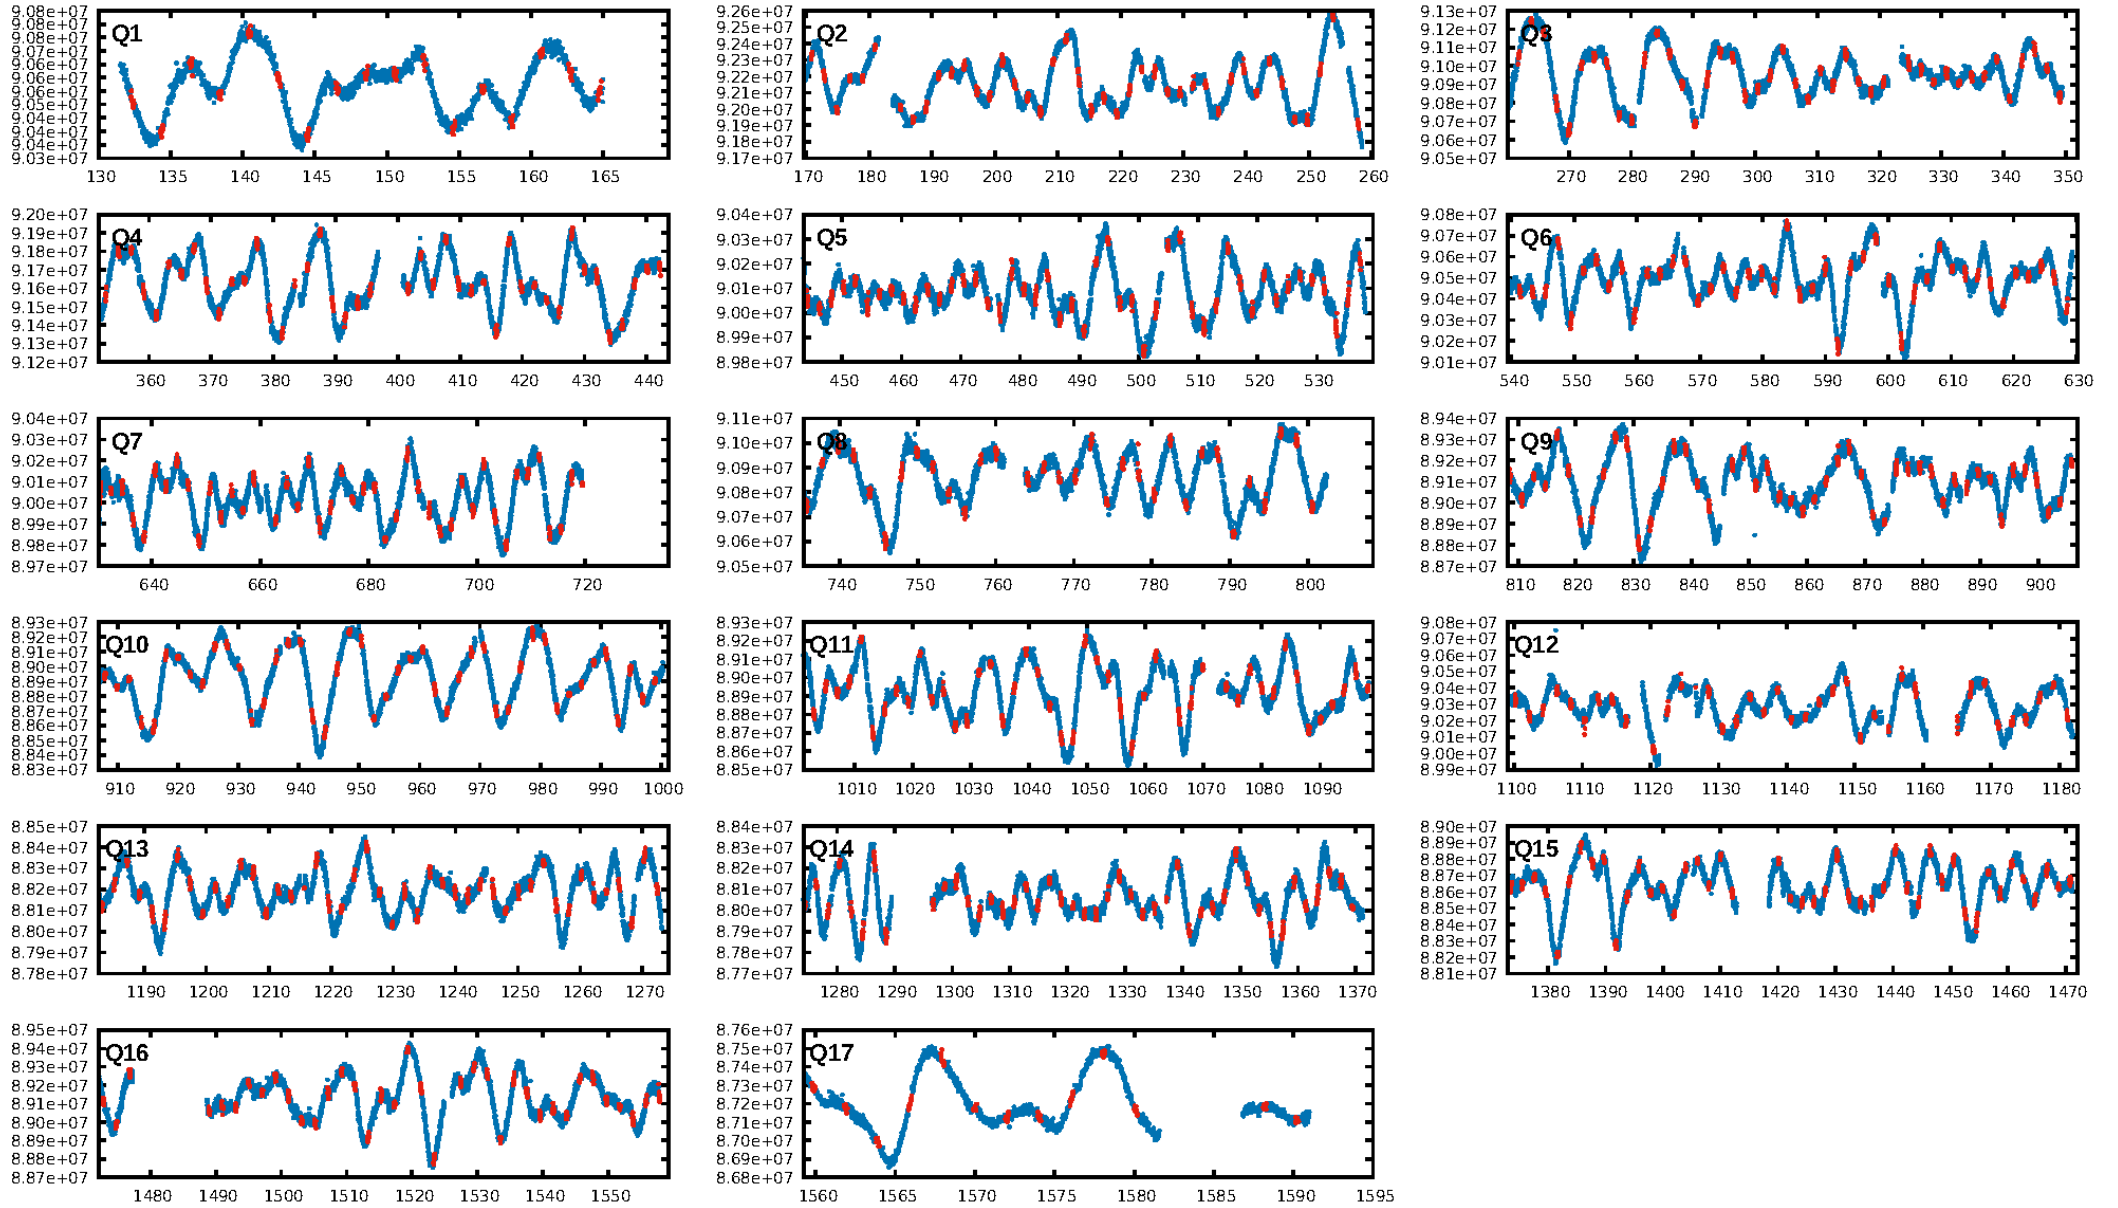 Q1
9.08e+07
9.08e+07
9.08e+07
9.07e+07
9.07e+07
9.06e+07
9.06e+07
9.05e+07
9.05e+07
9.04e+07
9.04e+07
9.03e+07
130 135 140 145 150 155 160 165
Q2
9.26e+07
9.25e+07
9.24e+07
9.23e+07
9.22e+07
9.21e+07
9.20e+07
9.19e+07
9.18e+07
9.17e+07
170 180 190 200 210 220 230 240 250 260
Q3
9.13e+07
9.12e+07
9.11e+07
9.10e+07
9.09e+07
9.08e+07
9.07e+07
9.06e+07
9.05e+07
270 280 290 300 310 320 330 340 350
Q4
9.20e+07
9.19e+07
9.18e+07
9.17e+07
9.16e+07
9.15e+07
9.14e+07
9.13e+07
9.12e+07
360 370 380 390 400 410 420 430 440
Q5
9.04e+07
9.03e+07
9.02e+07
9.01e+07
9.00e+07
8.99e+07
8.98e+07
450 460 470 480 490 500 510 520 530
Q6
9.08e+07
9.07e+07
9.06e+07
9.05e+07
9.04e+07
9.03e+07
9.02e+07
9.01e+07
540 550 560 570 580 590 600 610 620 630
Q7
9.04e+07
9.03e+07
9.02e+07
9.01e+07
9.00e+07
8.99e+07
8.98e+07
8.97e+07
640 660 680 700 720
Q8
9.11e+07
9.10e+07
9.09e+07
9.08e+07
9.07e+07
9.06e+07
9.05e+07
740 750 760 770 780 790 800
Q9
8.94e+07
8.93e+07
8.92e+07
8.91e+07
8.90e+07
8.89e+07
8.88e+07
8.87e+07
810 820 830 840 850 860 870 880 890 900
Q10
8.93e+07
8.92e+07
8.91e+07
8.90e+07
8.89e+07
8.88e+07
8.87e+07
8.86e+07
8.85e+07
8.84e+07
8.83e+07
910 920 930 940 950 960 970 980 990 1000
Q11
8.93e+07
8.92e+07
8.91e+07
8.90e+07
8.89e+07
8.88e+07
8.87e+07
8.86e+07
8.85e+07
1010 1020 1030 1040 1050 1060 1070 1080 1090
Q12
9.08e+07
9.07e+07
9.06e+07
9.05e+07
9.04e+07
9.03e+07
9.02e+07
9.01e+07
9.00e+07
8.99e+07
1100 1110 1120 1130 1140 1150 1160 1170 1180
Q13
8.85e+07
8.84e+07
8.83e+07
8.82e+07
8.81e+07
8.80e+07
8.79e+07
8.78e+07
1190 1200 1210 1220 1230 1240 1250 1260 1270
Q14
8.84e+07
8.83e+07
8.82e+07
8.81e+07
8.80e+07
8.79e+07
8.78e+07
8.77e+07
1280 1290 1300 1310 1320 1330 1340 1350 1360 1370
Q15
8.90e+07
8.89e+07
8.88e+07
8.87e+07
8.86e+07
8.85e+07
8.84e+07
8.83e+07
8.82e+07
8.81e+07
1380 1390 1400 1410 1420 1430 1440 1450 1460 1470
Q16
8.95e+07
8.94e+07
8.93e+07
8.92e+07
8.91e+07
8.90e+07
8.89e+07
8.88e+07
8.87e+07
1480 1490 1500 1510 1520 1530 1540 1550
Q17
8.76e+07
8.75e+07
8.74e+07
8.73e+07
8.72e+07
8.71e+07
8.70e+07
8.69e+07
8.68e+07
1560 1565 1570 1575 1580 1585 1590 1595